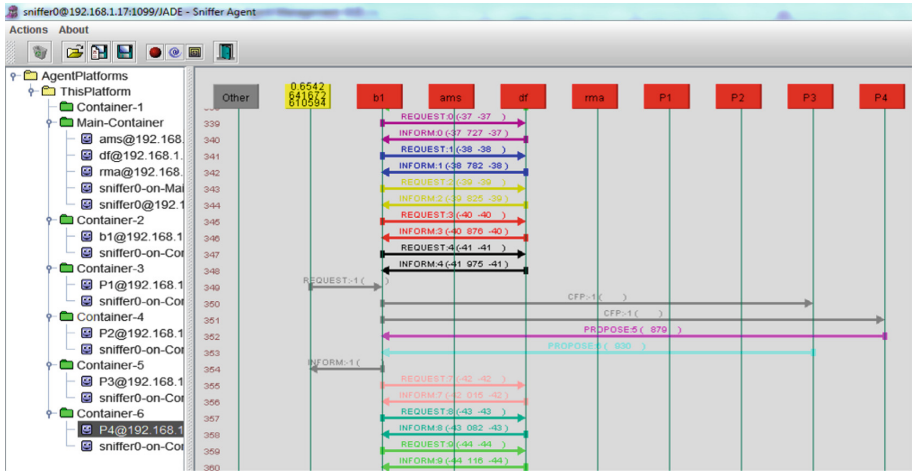 sniffer0@192.168.1.17:1099/JADE - Sniffer Agent
Actions About
AgentPlatforms
ThisPlatform
Container-1
Main-Container
ams@192.168.
df@192.168.1.
rma@192.168.
sniffer0-on-Mai
sniffer0@192.1
Container-2
b1@192.168.1
sniffer0-on-Cor
Container-3
P1@192.168.1
sniffer0-on-Cor
Container-4
P2@192.168.1
sniffer0-on-Cor
Container-5
P3@192.168.1
sniffer0-on-Cor
Container-6
P4@192.168.1
sniffer0-on-Cor
Other
0.6542
641672
610594
b1
ams
df
rma
P1
P2
P3
P4
339 REQUEST:0 (-37 -37 )
340 INFORM:0 (-37 727 -37 )
341 REQUEST:1 (-38 -38 )
342 INFORM:1 (-38 782 -38 )
343 REQUEST:2 (-39 -39 )
344 INFORM:2 (-39 825 -39 )
345 REQUEST:3 (-40 -40 )
346 INFORM:3 (-40 876 -40 )
347 REQUEST:4 (-41 -41 )
348 INFORM:4 (-41 975 -41 )
349 REQUEST:-1 ( )
350 CFP:-1 ( )
351 CFP:-1 ( )
352 PROPOSE:5 ( 879 )
353 PROPOSE:6 ( 930 )
354 INFORM:-1 (
355 REQUEST:7 (-42 -42 )
356 INFORM:7 (-42 015 -42 )
357 REQUEST:8 (-43 -43 )
358 INFORM:8 (-43 082 -43 )
359 REQUEST:9 (-44 -44 )
360 INFORM:9 (-44 116 -44 )